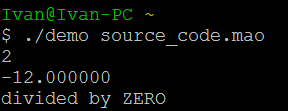 Ivan@Ivan-PC ~
$ ./demo source_code.mao
2
-12.000000
divided by ZERO